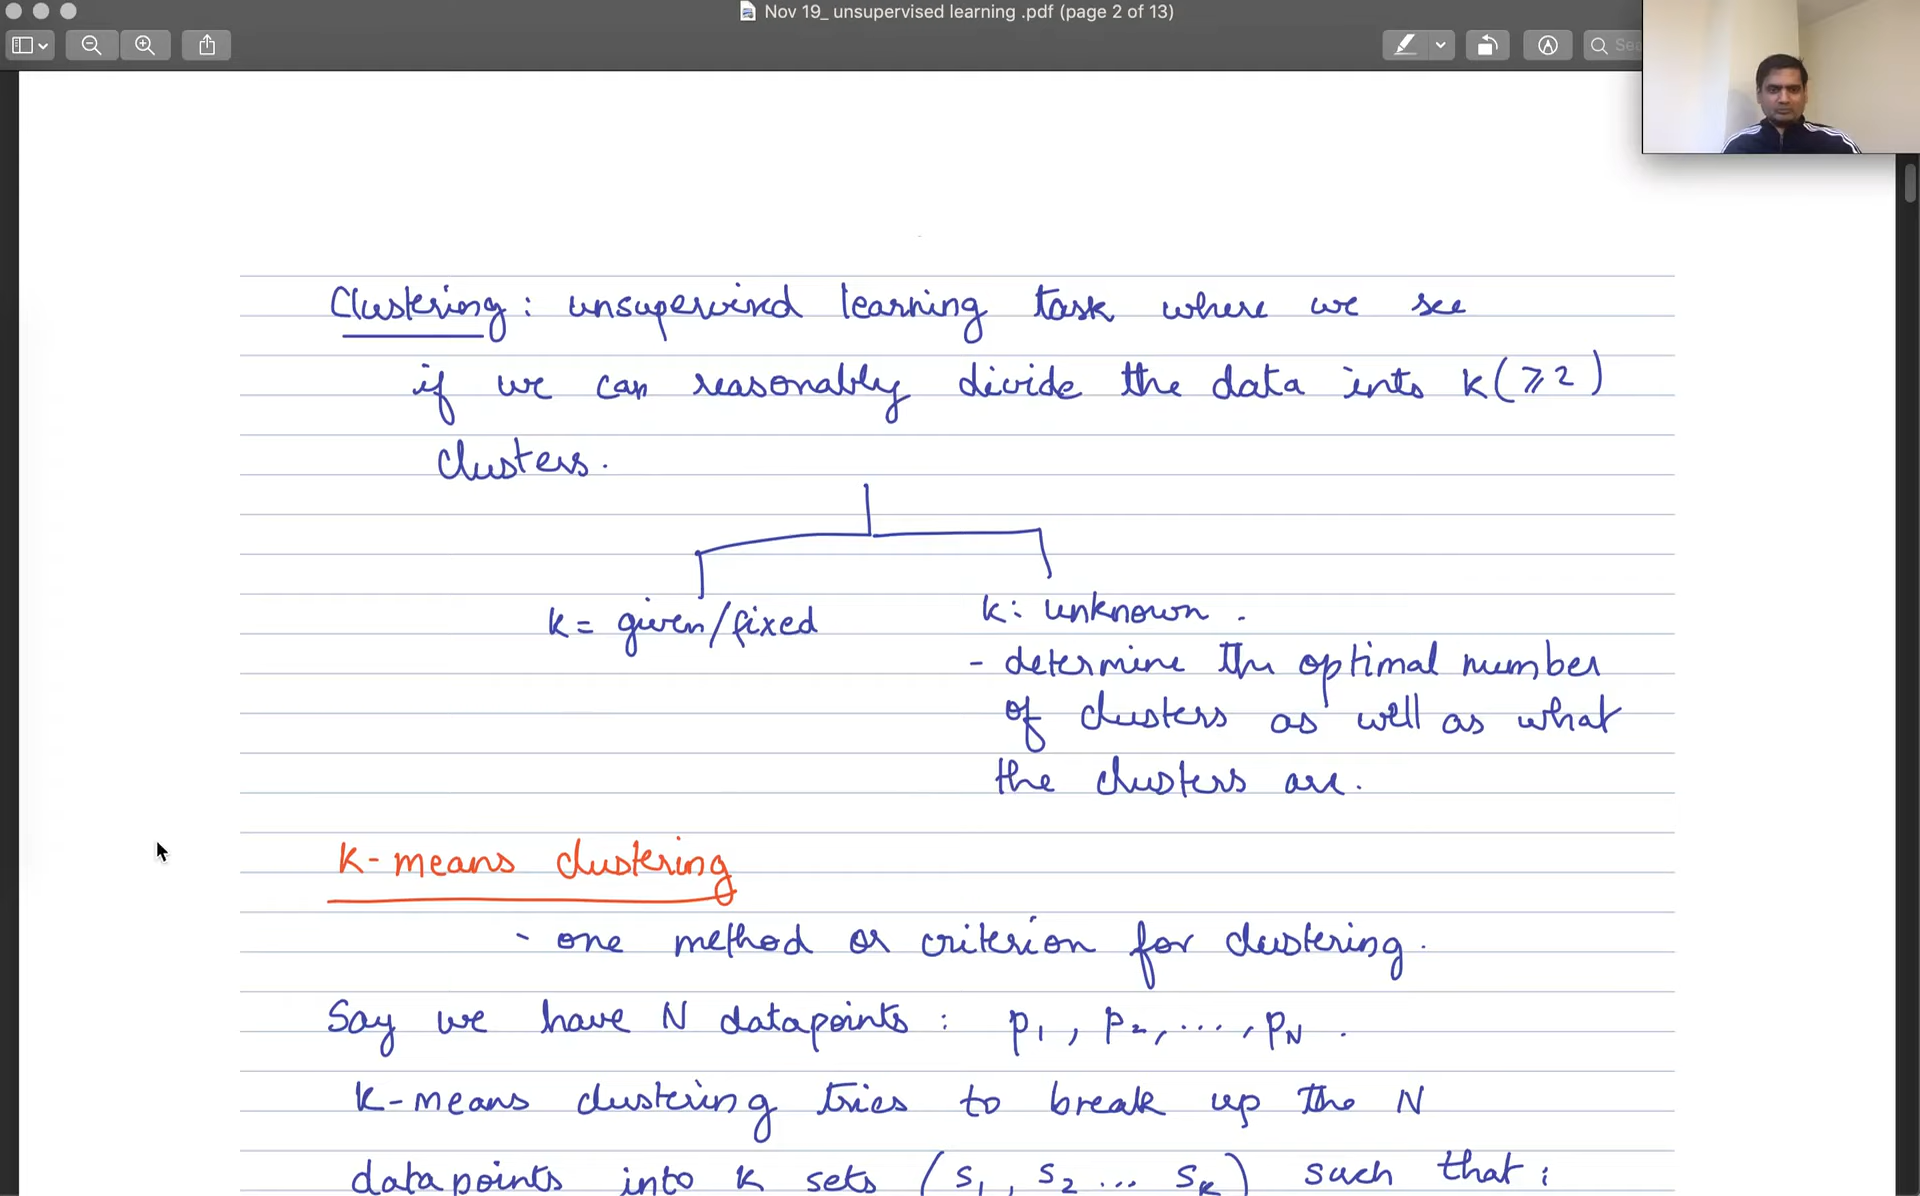 Nov 19_ unsupervised learning .pdf (page 2 of 13)
Clustering : unsupervised learning task where we see
if we can reasonably divide the data into k(⩾2)
clusters.
k = given/fixed
k : unknown .
- determine the optimal number
of clusters as well as what
the clusters are.
K-means clustering
- one method or criterion for clustering.
Say we have N datapoints : p₁, p₂, ..., pN .
K-means clustering tries to break up the N
datapoints into K sets (S₁, S₂ ... Sₖ) such that :